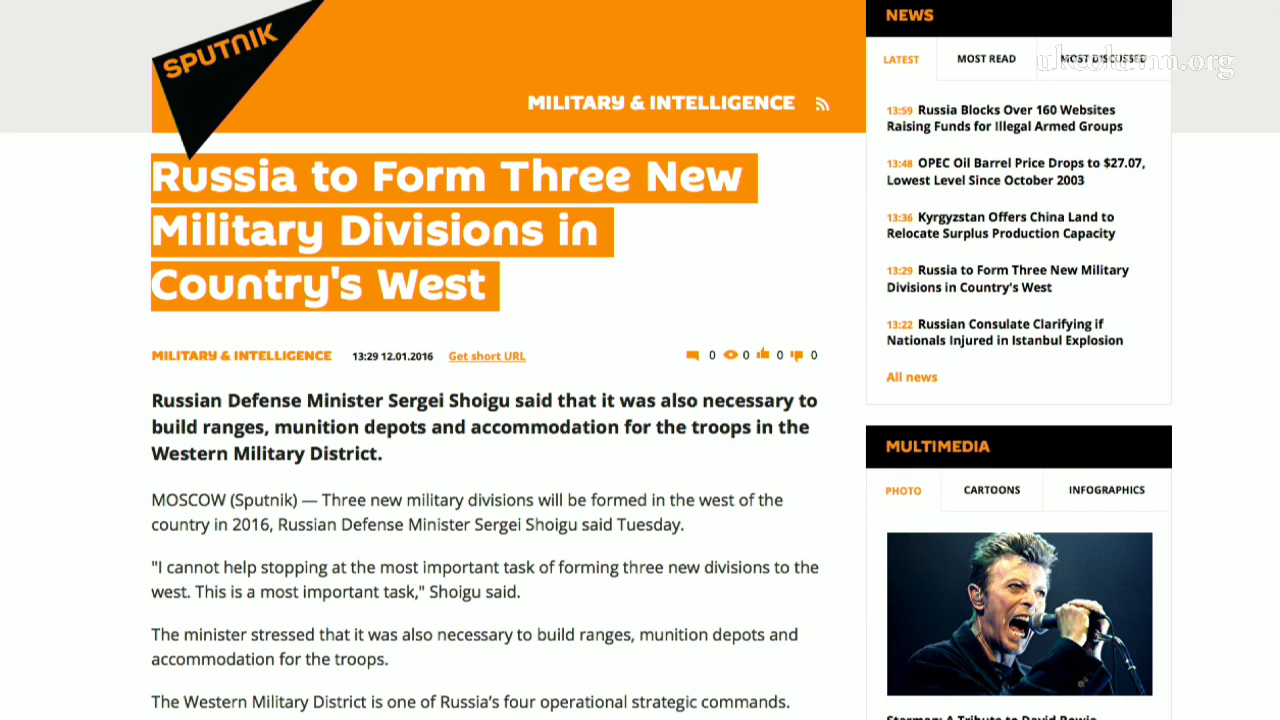 SPUTNIK
MILITARY & INTELLIGENCE
Russia to Form Three New
Military Divisions in
Country's West
MILITARY & INTELLIGENCE 13:29 12.01.2016 Get short URL 0 0 0 0
Russian Defense Minister Sergei Shoigu said that it was also necessary to
build ranges, munition depots and accommodation for the troops in the
Western Military District.
MOSCOW (Sputnik) — Three new military divisions will be formed in the west of the
country in 2016, Russian Defense Minister Sergei Shoigu said Tuesday.
"I cannot help stopping at the most important task of forming three new divisions to the
west. This is a most important task," Shoigu said.
The minister stressed that it was also necessary to build ranges, munition depots and
accommodation for the troops.
The Western Military District is one of Russia's four operational strategic commands.
NEWS
LATEST MOST READ MOST DISCUSSED
ukcolumn.org
13:59 Russia Blocks Over 160 Websites
Raising Funds for Illegal Armed Groups
13:48 OPEC Oil Barrel Price Drops to $27.07,
Lowest Level Since October 2003
13:36 Kyrgyzstan Offers China Land to
Relocate Surplus Production Capacity
13:29 Russia to Form Three New Military
Divisions in Country's West
13:22 Russian Consulate Clarifying if
Nationals Injured in Istanbul Explosion
All news
MULTIMEDIA
PHOTO CARTOONS INFOGRAPHICS
Starman: A Tribute to David Bowie